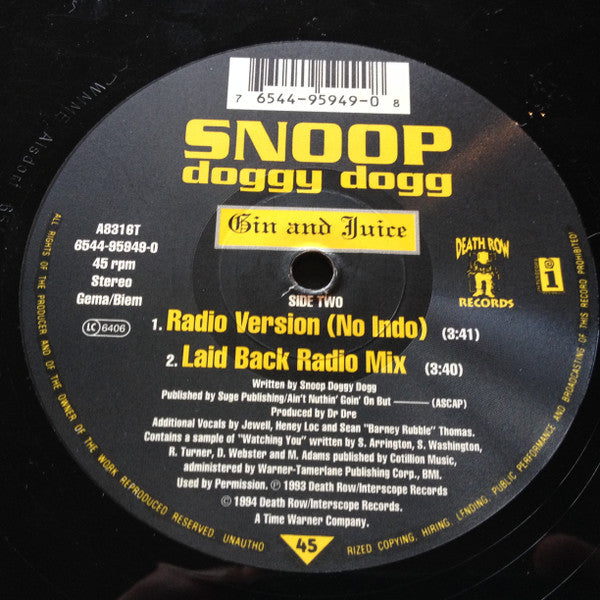 7 6544-95949-0 8
SNOOP
doggy dogg
Gin and Juice
A8316T
6544-95949-0
45 rpm
Stereo
Gema/Biem
LC 6406
DEATH ROW
RECORDS
i
SIDE TWO
1. Radio Version (No Indo) (3:41)
2. Laid Back Radio Mix (3:40)
Written by Snoop Doggy Dogg
Published by Suge Publishing/Ain't Nuthin' Goin' On But ——— (ASCAP)
Produced by Dr Dre
Additional Vocals by Jewell, Heney Loc and Sean "Barney Rubble" Thomas.
Contains a sample of "Watching You" written by S. Arrington, S. Washington,
R. Turner, D. Webster and M. Adams published by Cotillion Music,
administered by Warner-Tamerlane Publishing Corp., BMI.
Used by Permission. ℗ 1993 Death Row/Interscope Records
© 1994 Death Row/Interscope Records.
A Time Warner Company.
45
ALL RIGHTS OF THE PRODUCER AND OF THE OWNER OF THE WORK REPRODUCED RESERVED UNAUTHO RIZED COPYING, HIRING, LENDING, PUBLIC PERFORMANCE AND BROADCASTING OF THIS RECORD PROHIBITED!
WMME Alsdorf